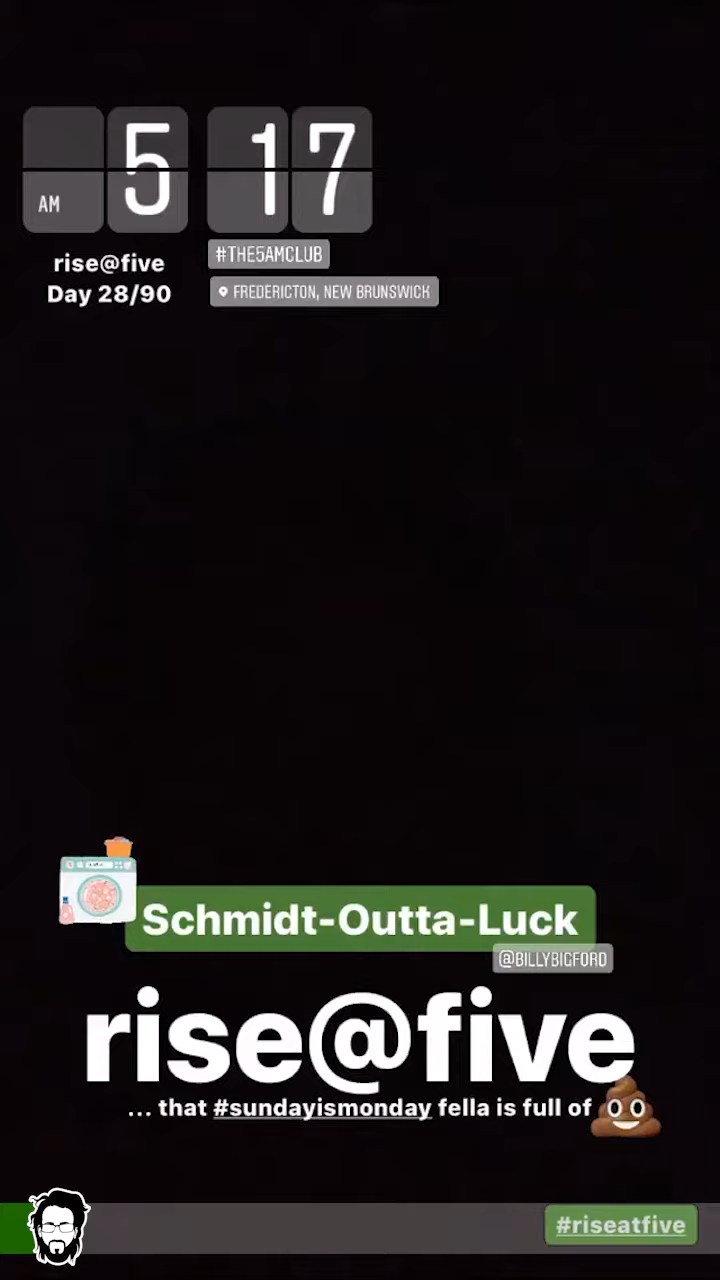 AM 5 17
#THE5AMCLUB
rise@five
Day 28/90
FREDERICTON, NEW BRUNSWICK
Schmidt-Outta-Luck
@BILLYBIGFORD
rise@five
... that #sundayismonday fella is full of
#riseatfive